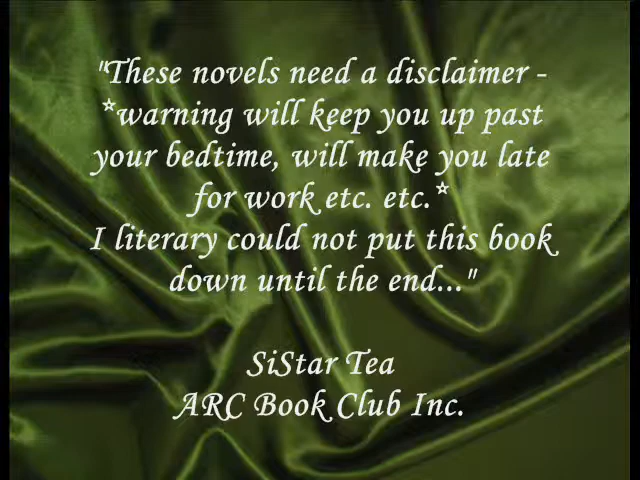 "These novels need a disclaimer -
*warning will keep you up past
your bedtime, will make you late
for work etc. etc.*
I literary could not put this book
down until the end..."
SiStar Tea
ARC Book Club Inc.